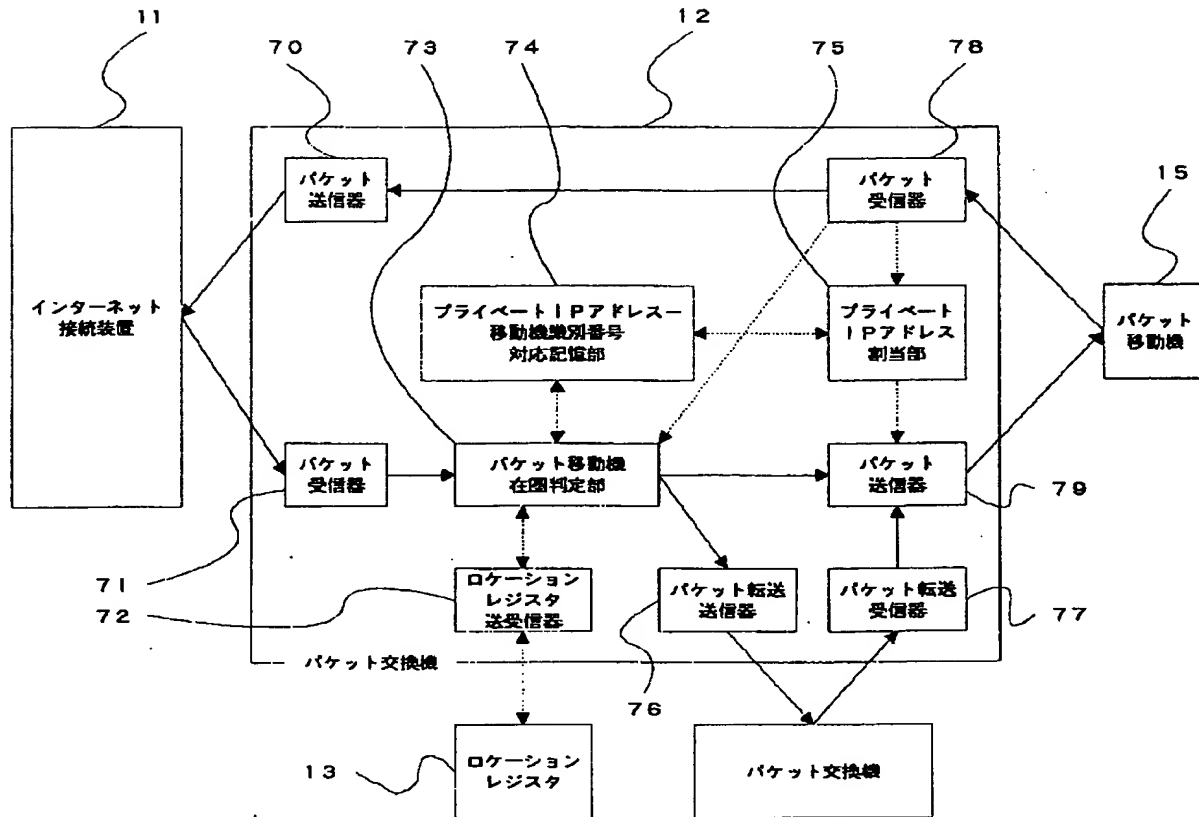 11
12
70
73
74
75
78
15
パケット
送信器
パケット
受信器
インターネット
接続装置
プライベートIPアドレスー
移動機識別番号
対応記憶部
プライベート
IPアドレス
割当部
パケット
移動機
パケット
受信器
パケット移動機
在圏判定部
パケット
送信器
79
71
72
ロケーション
レジスタ
送受信器
パケット転送
送信器
パケット転送
受信器
77
パケット交換機
76
13
ロケーション
レジスタ
パケット交換機